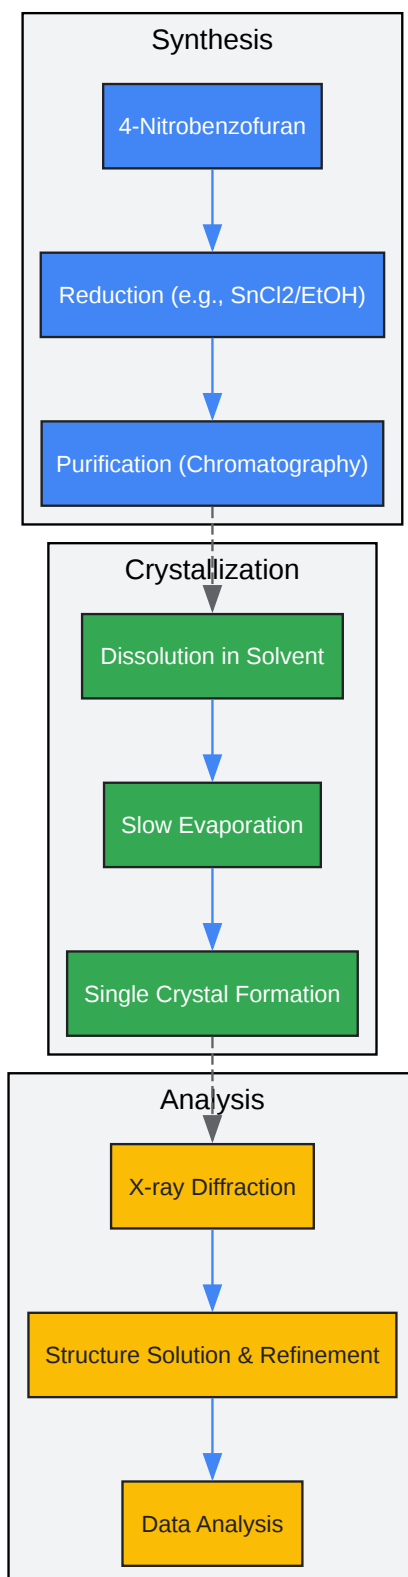 Synthesis
4-Nitrobenzofuran
Reduction (e.g., SnCl2/EtOH)
Purification (Chromatography)
Crystallization
Dissolution in Solvent
Slow Evaporation
Single Crystal Formation
Analysis
X-ray Diffraction
Structure Solution & Refinement
Data Analysis